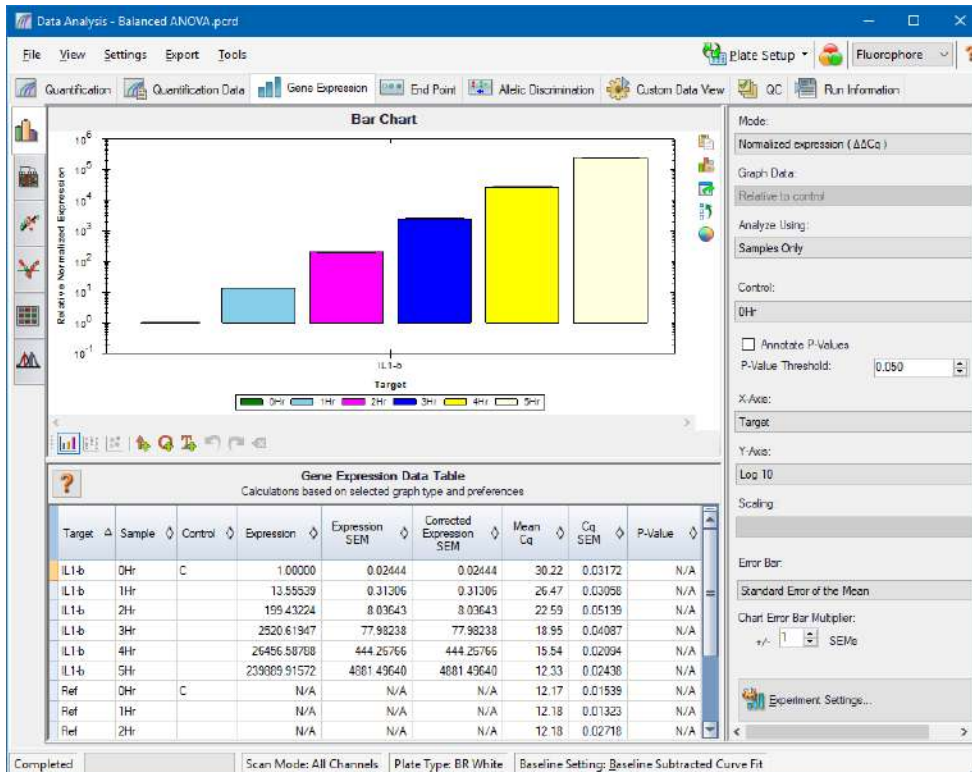 Data Analysis - Balanced ANOVA.pcrd
File View Settings Export Tools
Plate Setup Fluorophore ?
Quantification Quantification Data Gene Expression End Point Allelic Discrimination Custom Data View QC Run Information
Bar Chart
Relative Normalized Expression
10^6
10^5
10^4
10^3
10^2
10^1
10^0
10^-1
IL1-b
Target
0Hr 1Hr 2Hr 3Hr 4Hr 5Hr
Mode:
Normalized expression ( ΔΔCq )
Graph Data:
Relative to control
Analyze Using:
Samples Only
Control:
0Hr
Annotate P-Values
P-Value Threshold: 0.050
X-Axis:
Target
Y-Axis:
Log 10
Scaling
Error Bar:
Standard Error of the Mean
Chart Error Bar Multiplier:
+/- 1 SEMs
Experiment Settings...
?
Gene Expression Data Table
Calculations based on selected graph type and preferences
Target Sample Control Expression Expression SEM Corrected Expression SEM Mean Cq Cq SEM P-Value
IL1-b 0Hr C 1.00000 0.02444 0.02444 30.22 0.03172 N/A
IL1-b 1Hr 13.55539 0.31306 0.31306 26.47 0.03058 N/A
IL1-b 2Hr 199.43224 8.03643 8.03643 22.59 0.05139 N/A
IL1-b 3Hr 2520.61947 77.98238 77.98238 18.95 0.04087 N/A
IL1-b 4Hr 26456.58788 444.26766 444.26766 15.54 0.02094 N/A
IL1-b 5Hr 239889.91572 4881.49640 4881.49640 12.33 0.02438 N/A
Ref 0Hr C N/A N/A N/A 12.17 0.01539 N/A
Ref 1Hr N/A N/A N/A 12.18 0.01323 N/A
Ref 2Hr N/A N/A N/A 12.18 0.02718 N/A
Completed Scan Mode: All Channels Plate Type: BR White Baseline Setting: Baseline Subtracted Curve Fit